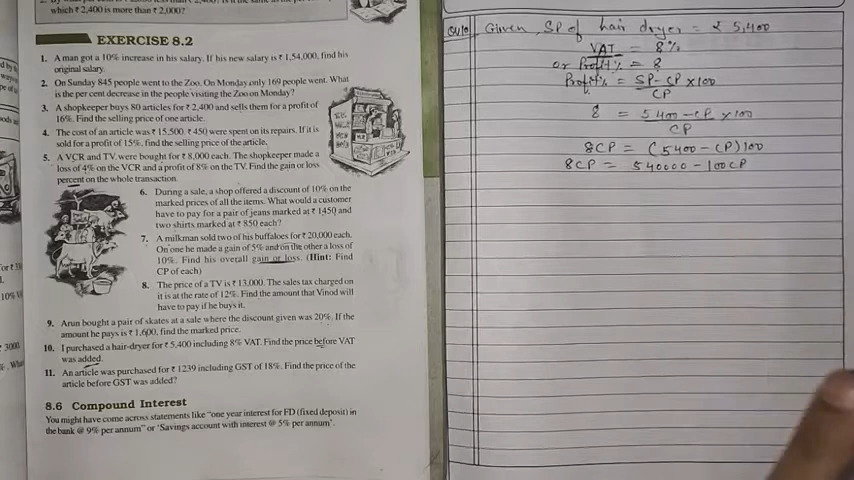 which ₹ 2,400 is more than ₹ 2,000?
EXERCISE 8.2
1. A man got a 10% increase in his salary. If his new salary is ₹ 1,54,000, find his
original salary.
2. On Sunday 845 people went to the Zoo. On Monday only 169 people went. What
is the per cent decrease in the people visiting the Zoo on Monday?
3. A shopkeeper buys 80 articles for ₹ 2,400 and sells them for a profit of
16%. Find the selling price of one article.
4. The cost of an article was ₹ 15,500. ₹ 450 were spent on its repairs. If it is
sold for a profit of 15%, find the selling price of the article.
5. A VCR and TV were bought for ₹ 8,000 each. The shopkeeper made a
loss of 4% on the VCR and a profit of 8% on the TV. Find the gain or loss
percent on the whole transaction.
6. During a sale, a shop offered a discount of 10% on the
marked prices of all the items. What would a customer
have to pay for a pair of jeans marked at ₹ 1450 and
two shirts marked at ₹ 850 each?
7. A milkman sold two of his buffaloes for ₹ 20,000 each.
On one he made a gain of 5% and on the other a loss of
10%. Find his overall gain or loss. (Hint: Find
CP of each)
8. The price of a TV is ₹ 13,000. The sales tax charged on
it is at the rate of 12%. Find the amount that Vinod will
have to pay if he buys it.
9. Arun bought a pair of skates at a sale where the discount given was 20%. If the
amount he pays is ₹ 1,600, find the marked price.
10. I purchased a hair-dryer for ₹ 5,400 including 8% VAT. Find the price before VAT
was added.
11. An article was purchased for ₹ 1239 including GST of 18%. Find the price of the
article before GST was added?
8.6 Compound Interest
You might have come across statements like "one year interest for FD (fixed deposit) in
the bank @ 9% per annum" or 'Savings account with interest @ 5% per annum'.
Q.10 Given, SP of hair dryer = ₹ 5,400
VAT = 8%
or Profit% = 8
Profit% = SP - CP × 100
CP
8 = 5400 - CP × 100
CP
8CP = (5400 - CP) 100
8CP = 540000 - 100CP